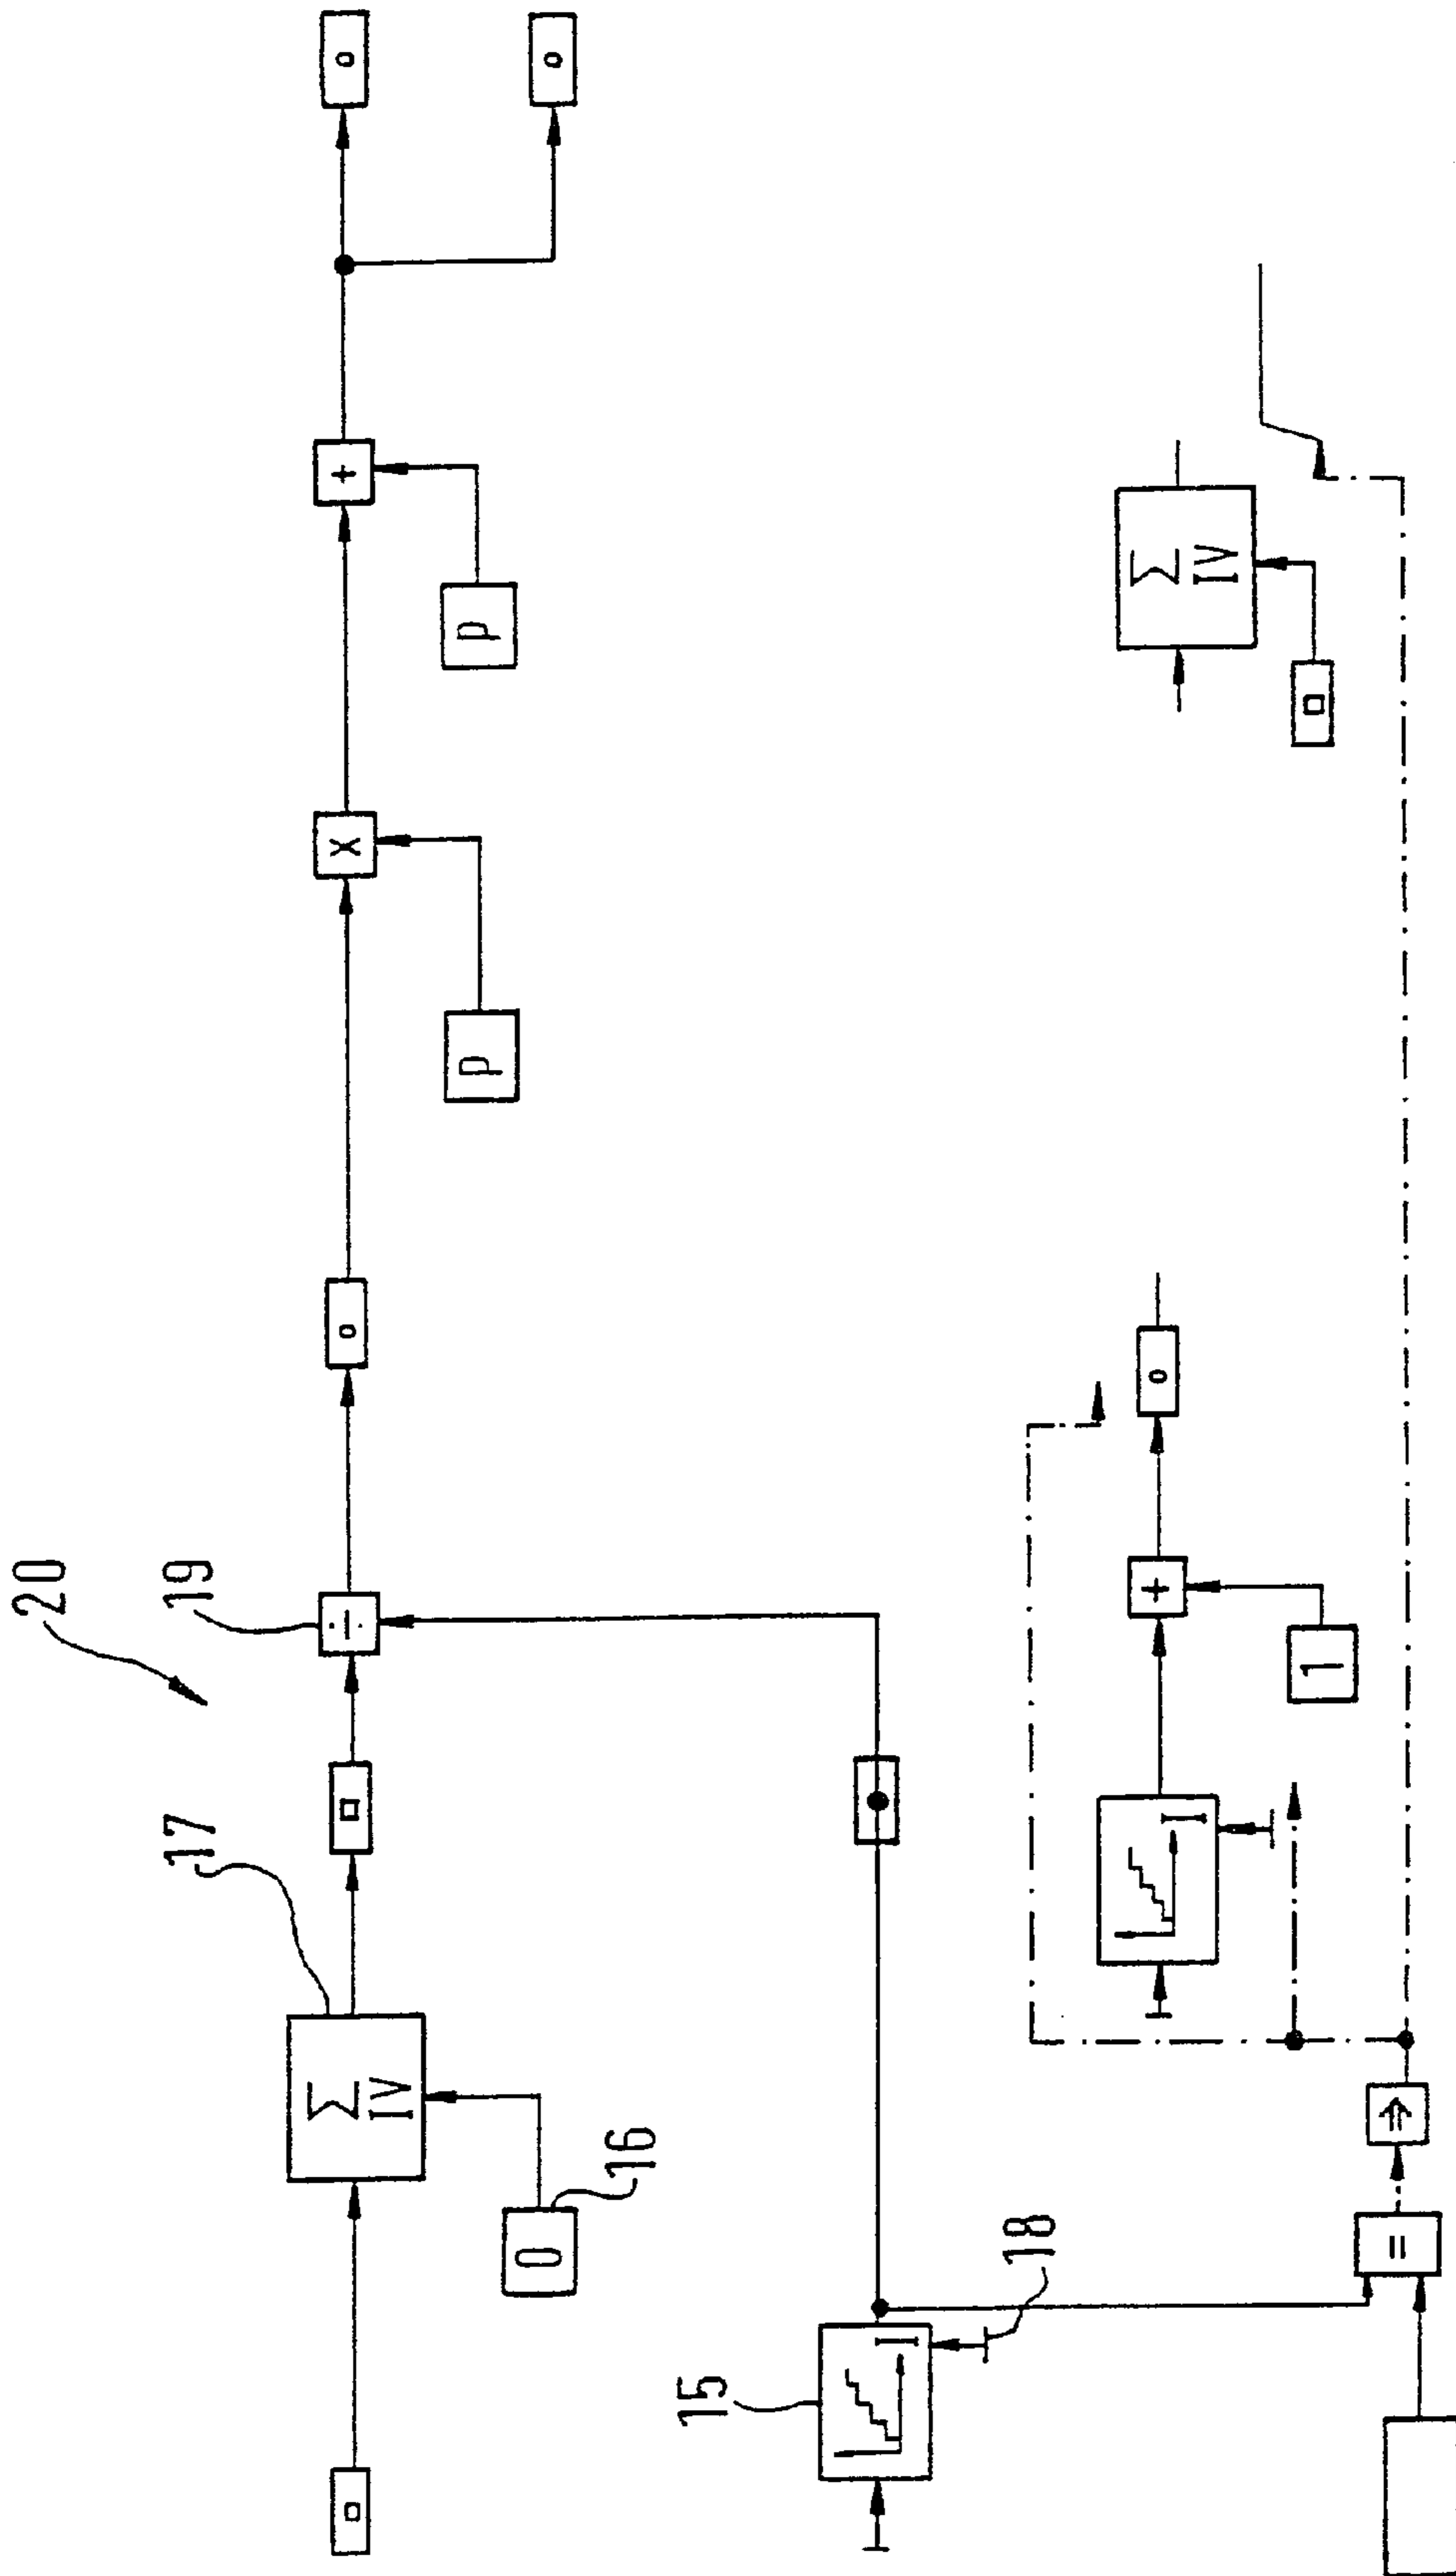 20
17
19
Σ
IV
÷
X
+
o
o
o
P
P
0
16
15
I
18
I
+
o
1
Σ
IV
=
⇒